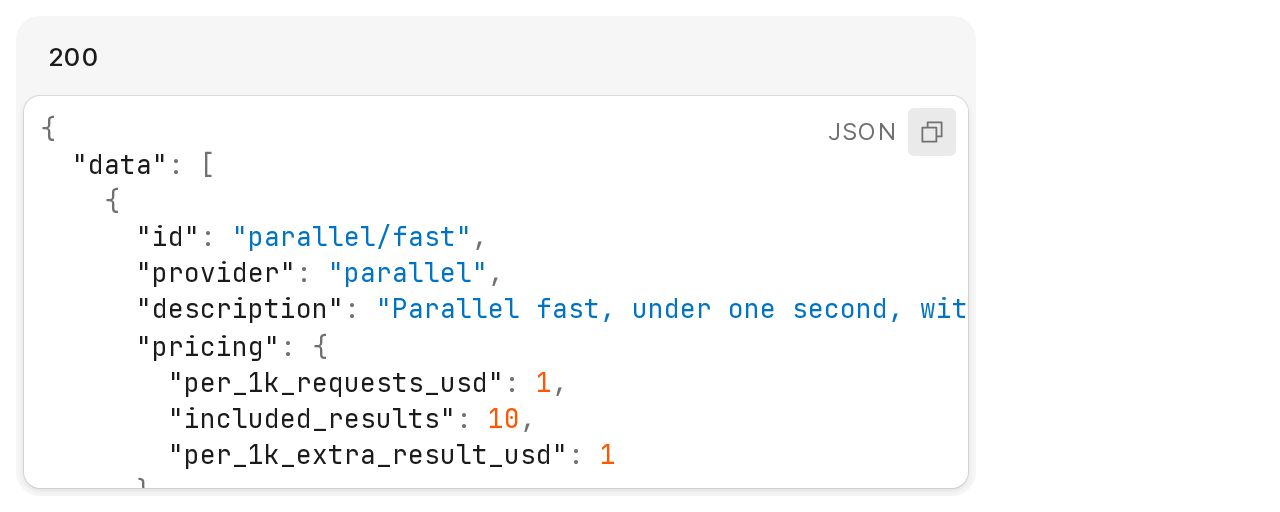 200
JSON
{
  "data": [
    {
      "id": "parallel/fast",
      "provider": "parallel",
      "description": "Parallel fast, under one second, wit
      "pricing": {
        "per_1k_requests_usd": 1,
        "included_results": 10,
        "per_1k_extra_result_usd": 1
      }